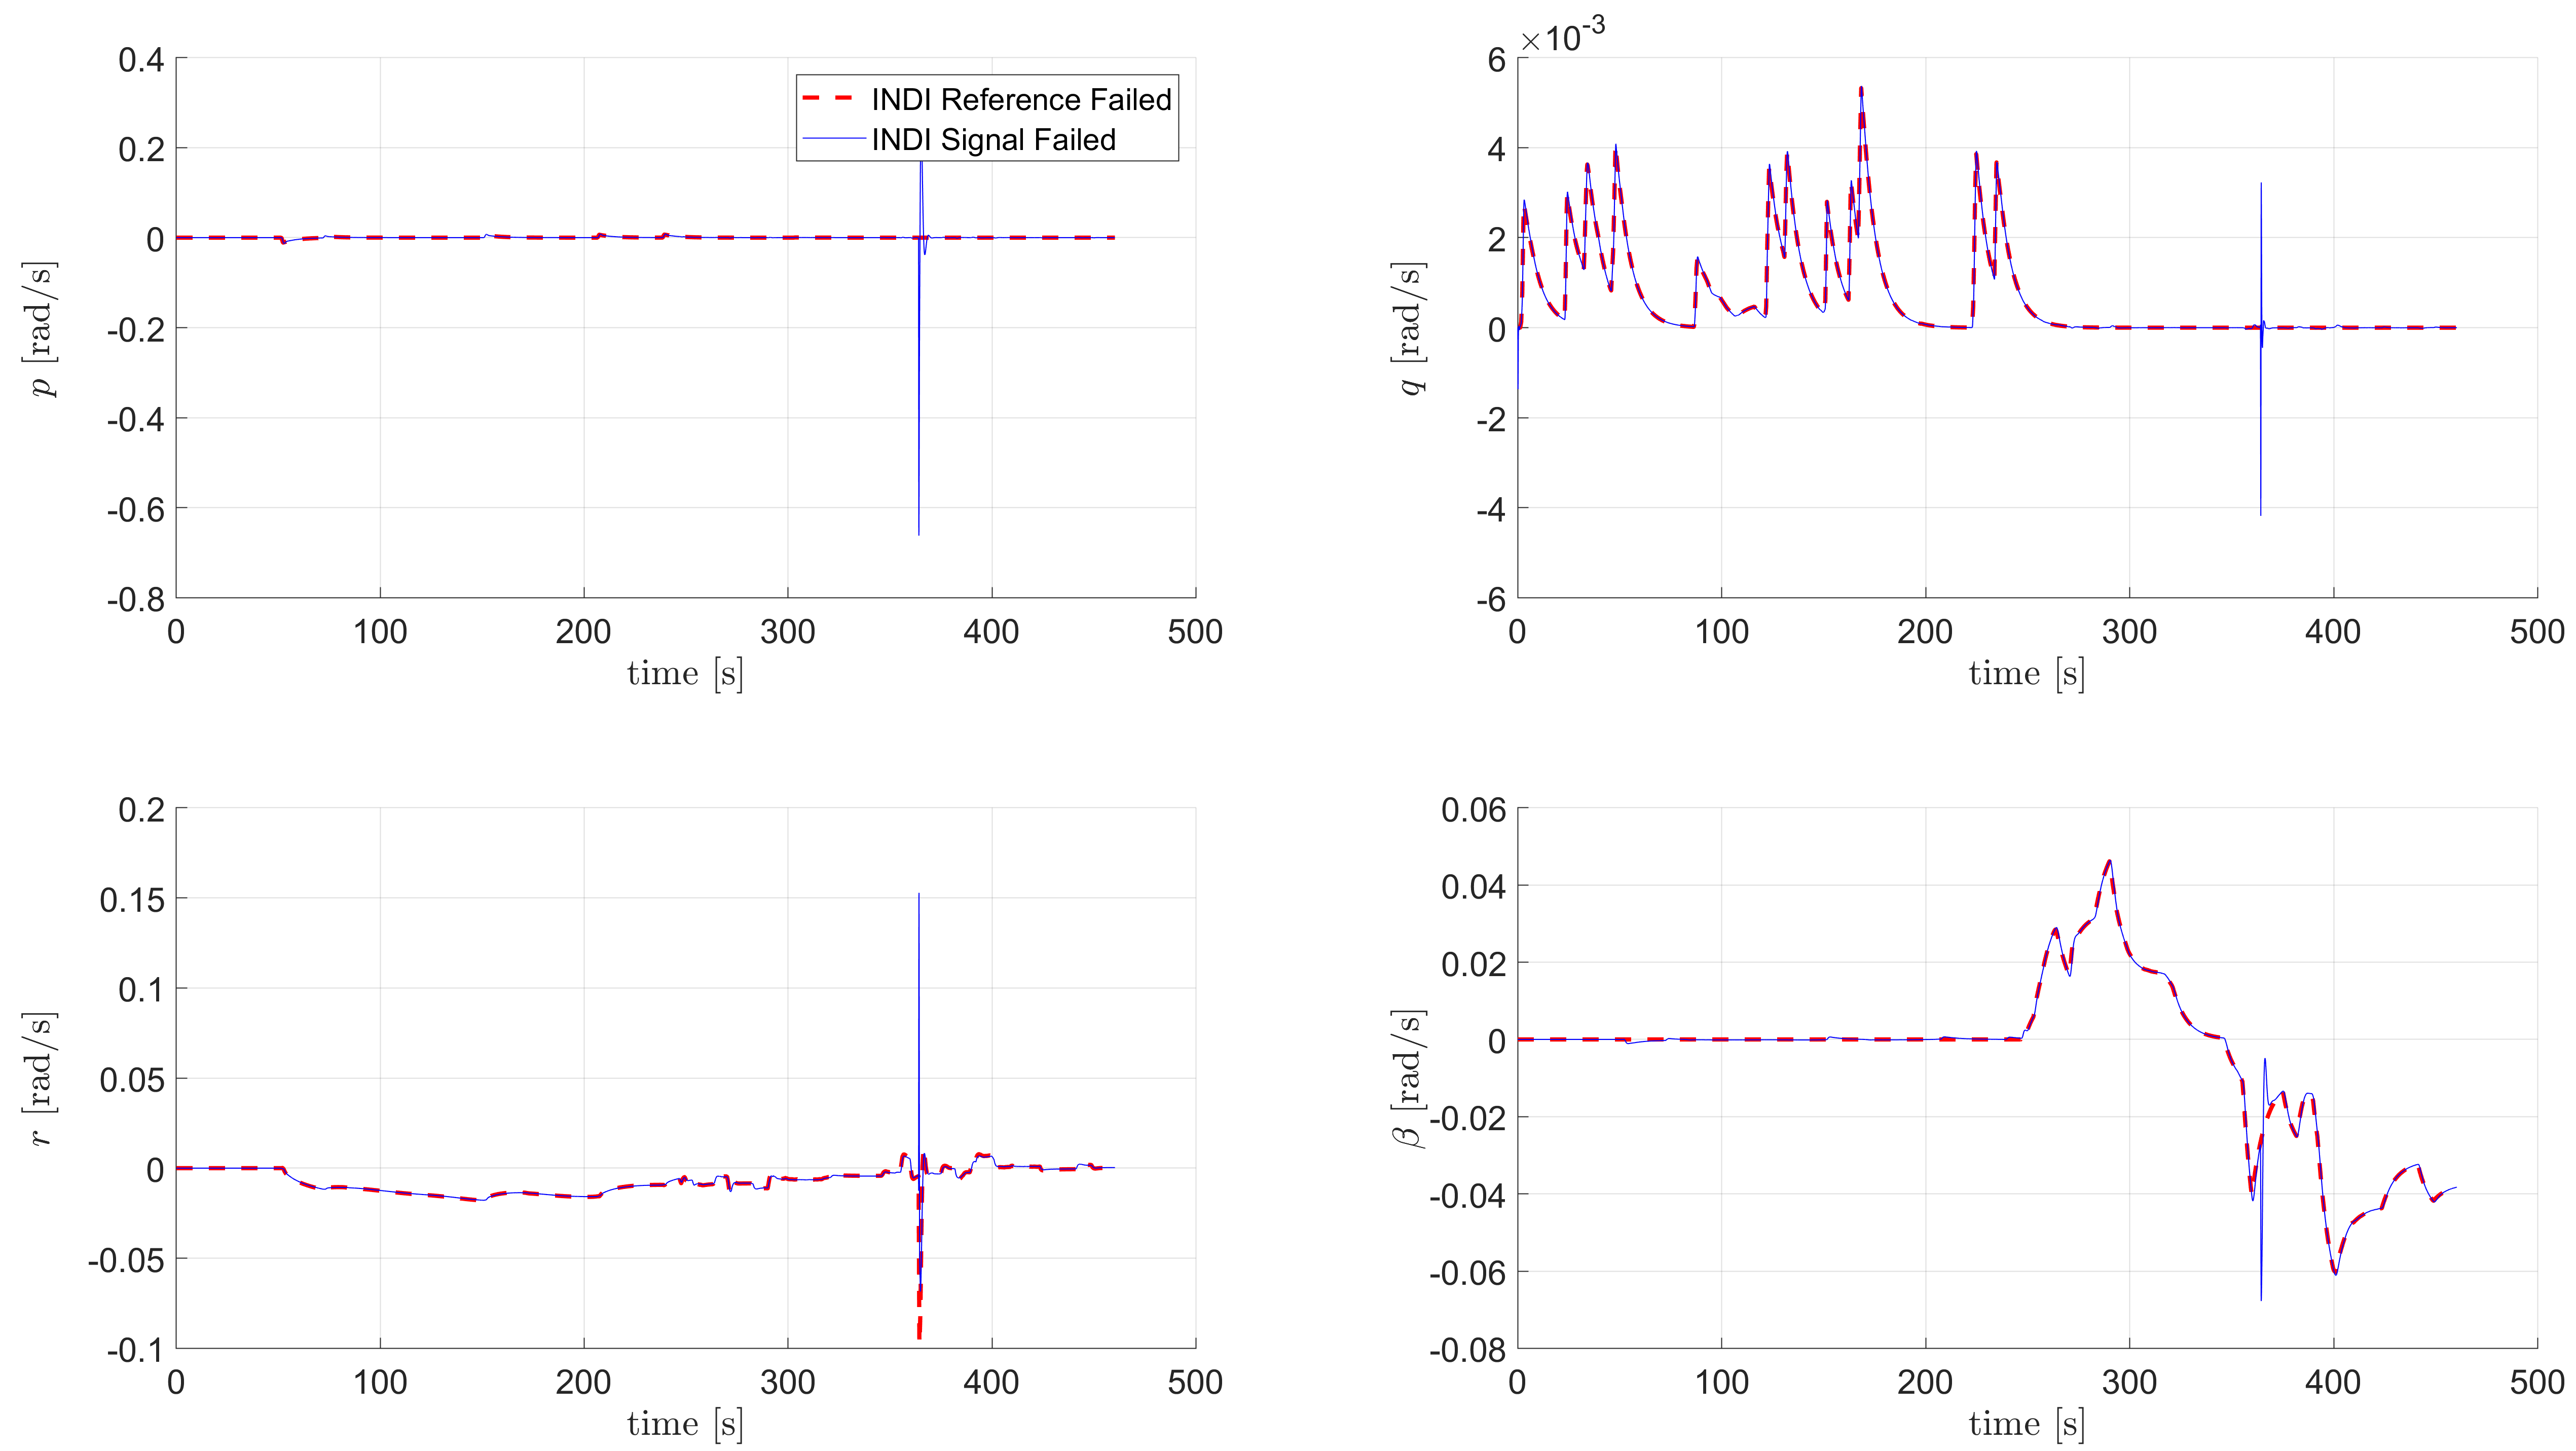 0.4
0.2
0
-0.2
-0.4
-0.6
-0.8
p [rad/s]
INDI Reference Failed
INDI Signal Failed
0 100 200 300 400 500
time [s]
×10-3
6
4
2
0
-2
-4
-6
q [rad/s]
0 100 200 300 400 500
time [s]
0.2
0.15
0.1
0.05
0
-0.05
-0.1
r [rad/s]
0 100 200 300 400 500
time [s]
0.06
0.04
0.02
0
-0.02
-0.04
-0.06
-0.08
β [rad/s]
0 100 200 300 400 500
time [s]